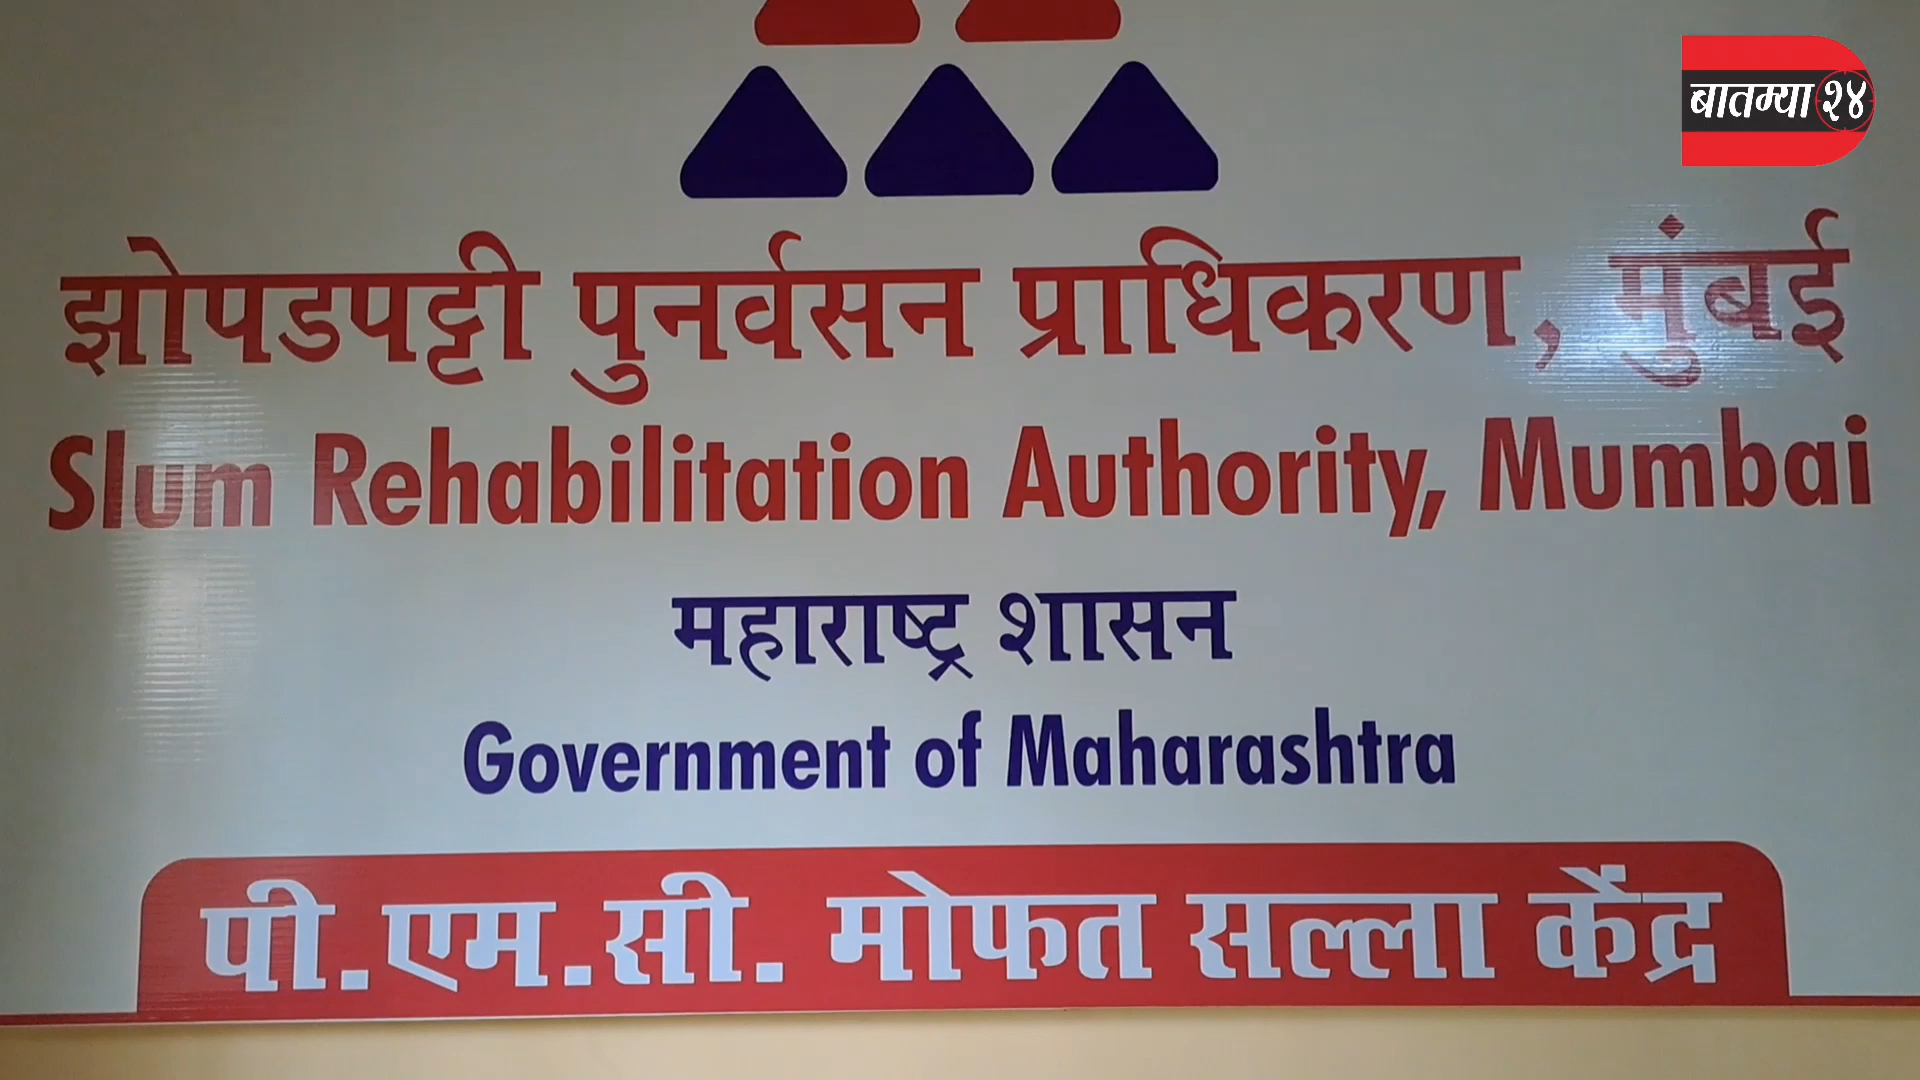 बातम्या २४
झोपडपट्टी पुनर्वसन प्राधिकरण, मुंबई
Slum Rehabilitation Authority, Mumbai
महाराष्ट्र शासन
Government of Maharashtra
पी.एम.सी. मोफत सल्ला केंद्र